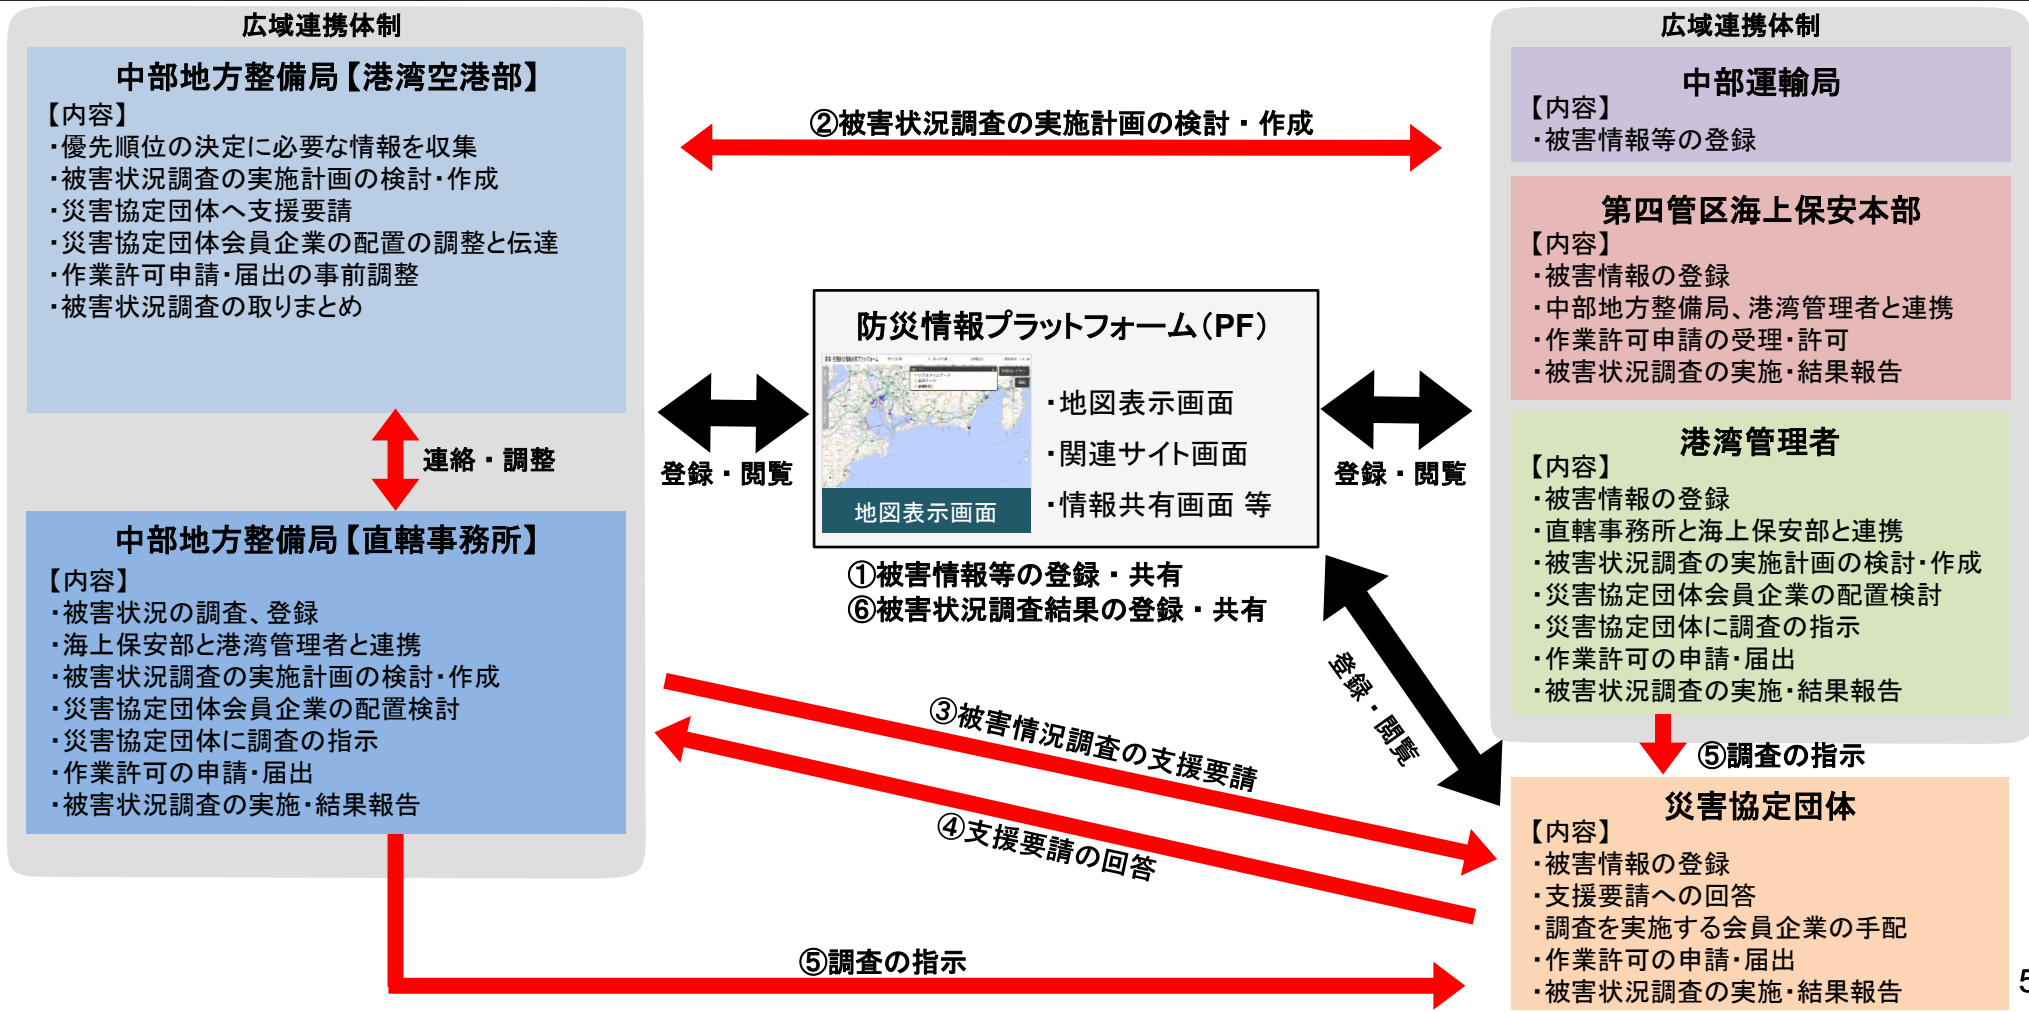 広域連携体制
中部地方整備局【港湾空港部】
【内容】
・優先順位の決定に必要な情報を収集
・被害状況調査の実施計画の検討・作成
・災害協定団体へ支援要請
・災害協定団体会員企業の配置の調整と伝達
・作業許可申請・届出の事前調整
・被害状況調査の取りまとめ
連絡・調整
中部地方整備局【直轄事務所】
【内容】
・被害状況の調査、登録
・海上保安部と港湾管理者と連携
・被害状況調査の実施計画の検討・作成
・災害協定団体会員企業の配置検討
・災害協定団体に調査の指示
・作業許可の申請・届出
・被害状況調査の実施・結果報告
②被害状況調査の実施計画の検討・作成
防災情報プラットフォーム(PF)
地図表示画面
・地図表示画面
・関連サイト画面
・情報共有画面 等
登録・閲覧
登録・閲覧
①被害情報等の登録・共有
⑥被害状況調査結果の登録・共有
登録・閲覧
③被害情況調査の支援要請
④支援要請の回答
⑤調査の指示
広域連携体制
中部運輸局
【内容】
・被害情報等の登録
第四管区海上保安本部
【内容】
・被害情報の登録
・中部地方整備局、港湾管理者と連携
・作業許可申請の受理・許可
・被害状況調査の実施・結果報告
港湾管理者
【内容】
・被害情報の登録
・直轄事務所と海上保安部と連携
・被害状況調査の実施計画の検討・作成
・災害協定団体会員企業の配置検討
・災害協定団体に調査の指示
・作業許可の申請・届出
・被害状況調査の実施・結果報告
⑤調査の指示
災害協定団体
【内容】
・被害情報の登録
・支援要請への回答
・調査を実施する会員企業の手配
・作業許可の申請・届出
・被害状況調査の実施・結果報告
5